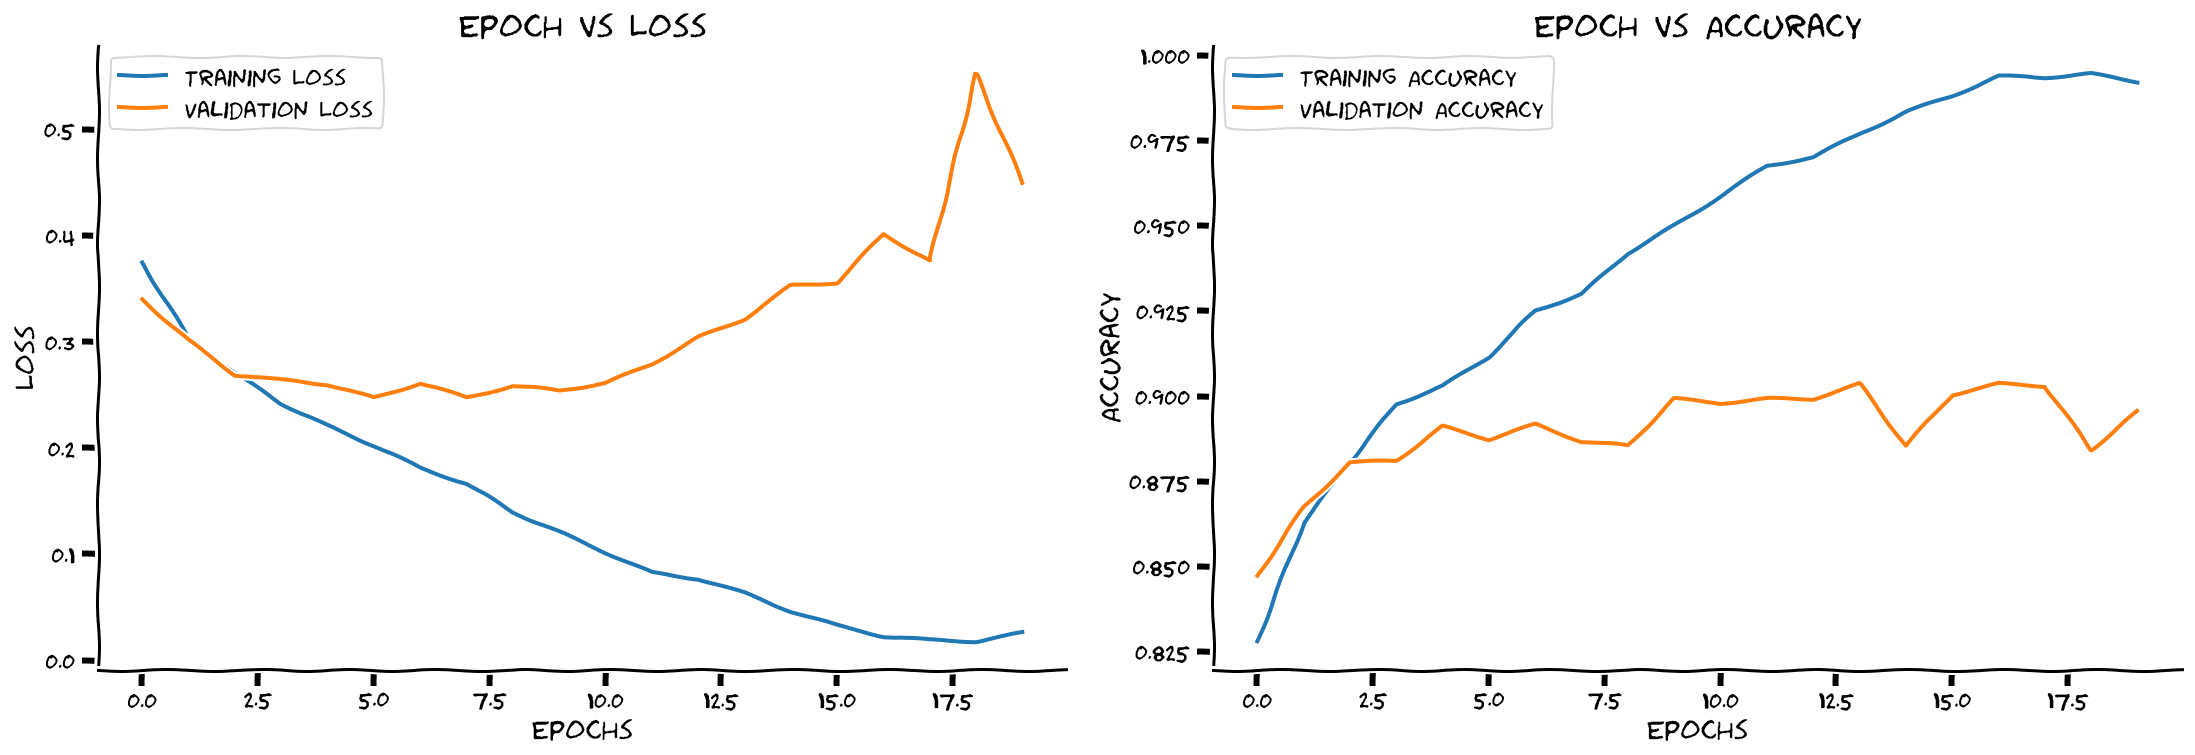 EPOCH VS LOSS
TRAINING LOSS
VALIDATION LOSS
LOSS
0.5
0.4
0.3
0.2
0.1
0.0
0.0 2.5 5.0 7.5 10.0 12.5 15.0 17.5
EPOCHS
EPOCH VS ACCURACY
TRAINING ACCURACY
VALIDATION ACCURACY
ACCURACY
1.000
0.975
0.950
0.925
0.900
0.875
0.850
0.825
0.0 2.5 5.0 7.5 10.0 12.5 15.0 17.5
EPOCHS